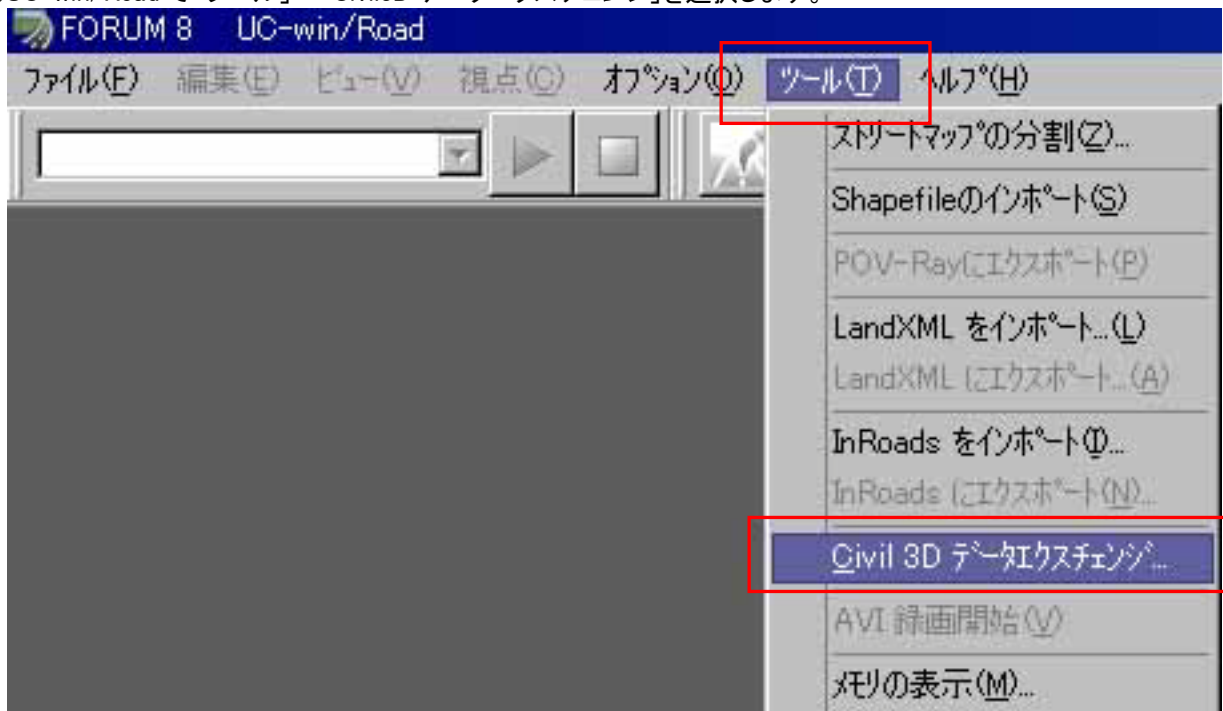 FORUM 8 UC-win/Road
ファイル(F) 編集(E) ビュー(V) 視点(C) オプション(O) ツール(T) ヘルプ(H)
ストリートマップの分割(Z)...
Shapefileのインポート(S)
POV-Rayにエクスポート(P)
LandXML をインポート...(L)
LandXML にエクスポート...(A)
InRoads をインポート(I)...
InRoads にエクスポート(N)...
Civil 3D データエクスチェンジ...
AVI 録画開始(V)
メモリの表示(M)...